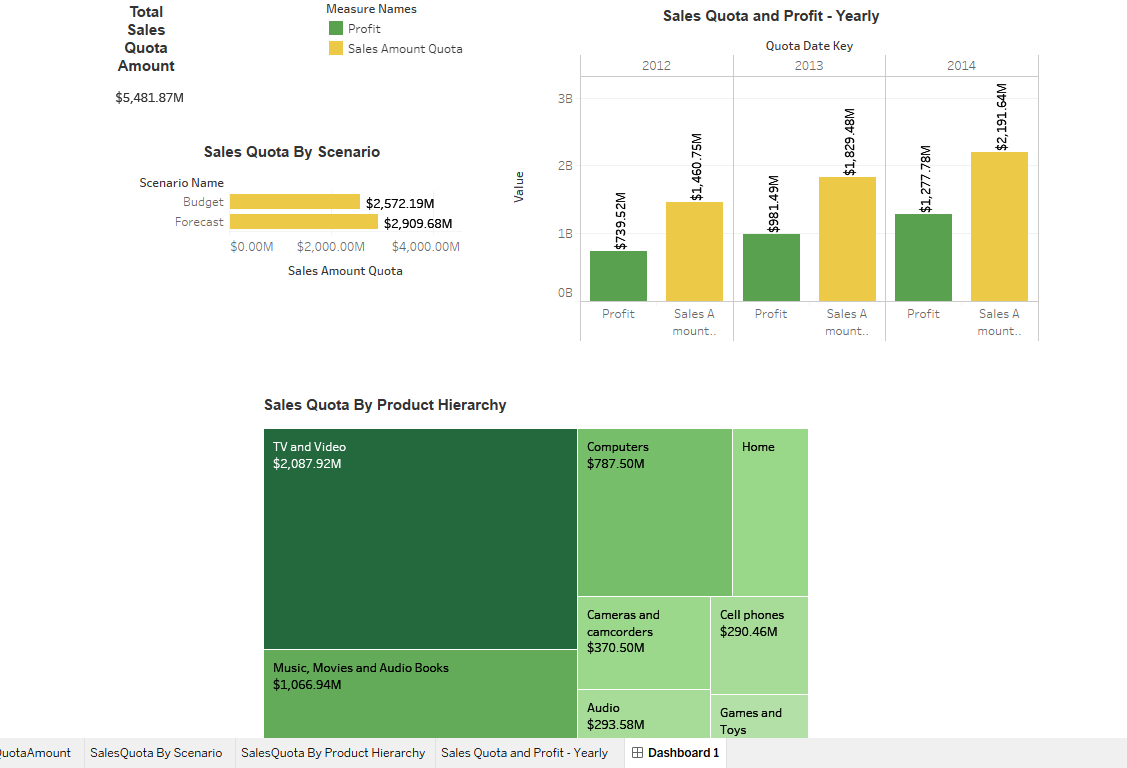 Total
Sales
Quota
Amount
$5,481.87M
Measure Names
Profit
Sales Amount Quota
Sales Quota By Scenario
Scenario Name
Budget
$2,572.19M
Forecast
$2,909.68M
$0.00M $2,000.00M $4,000.00M
Sales Amount Quota
Sales Quota and Profit - Yearly
Quota Date Key
2012 2013 2014
Value
3B
2B
1B
0B
$739.52M
$1,460.75M
$981.49M
$1,829.48M
$1,277.78M
$2,191.64M
Profit
Sales A
mount..
Profit
Sales A
mount..
Profit
Sales A
mount..
Sales Quota By Product Hierarchy
TV and Video
$2,087.92M
Music, Movies and Audio Books
$1,066.94M
Computers
$787.50M
Home
Cameras and
camcorders
$370.50M
Cell phones
$290.46M
Audio
$293.58M
Games and
Toys
uotaAmount SalesQuota By Scenario SalesQuota By Product Hierarchy Sales Quota and Profit - Yearly Dashboard 1